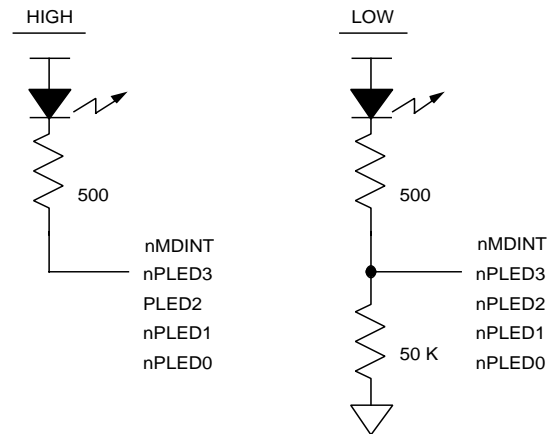 HIGH
500
nMDINT
nPLED3
PLED2
nPLED1
nPLED0
LOW
500
nMDINT
nPLED3
nPLED2
nPLED1
nPLED0
50 K